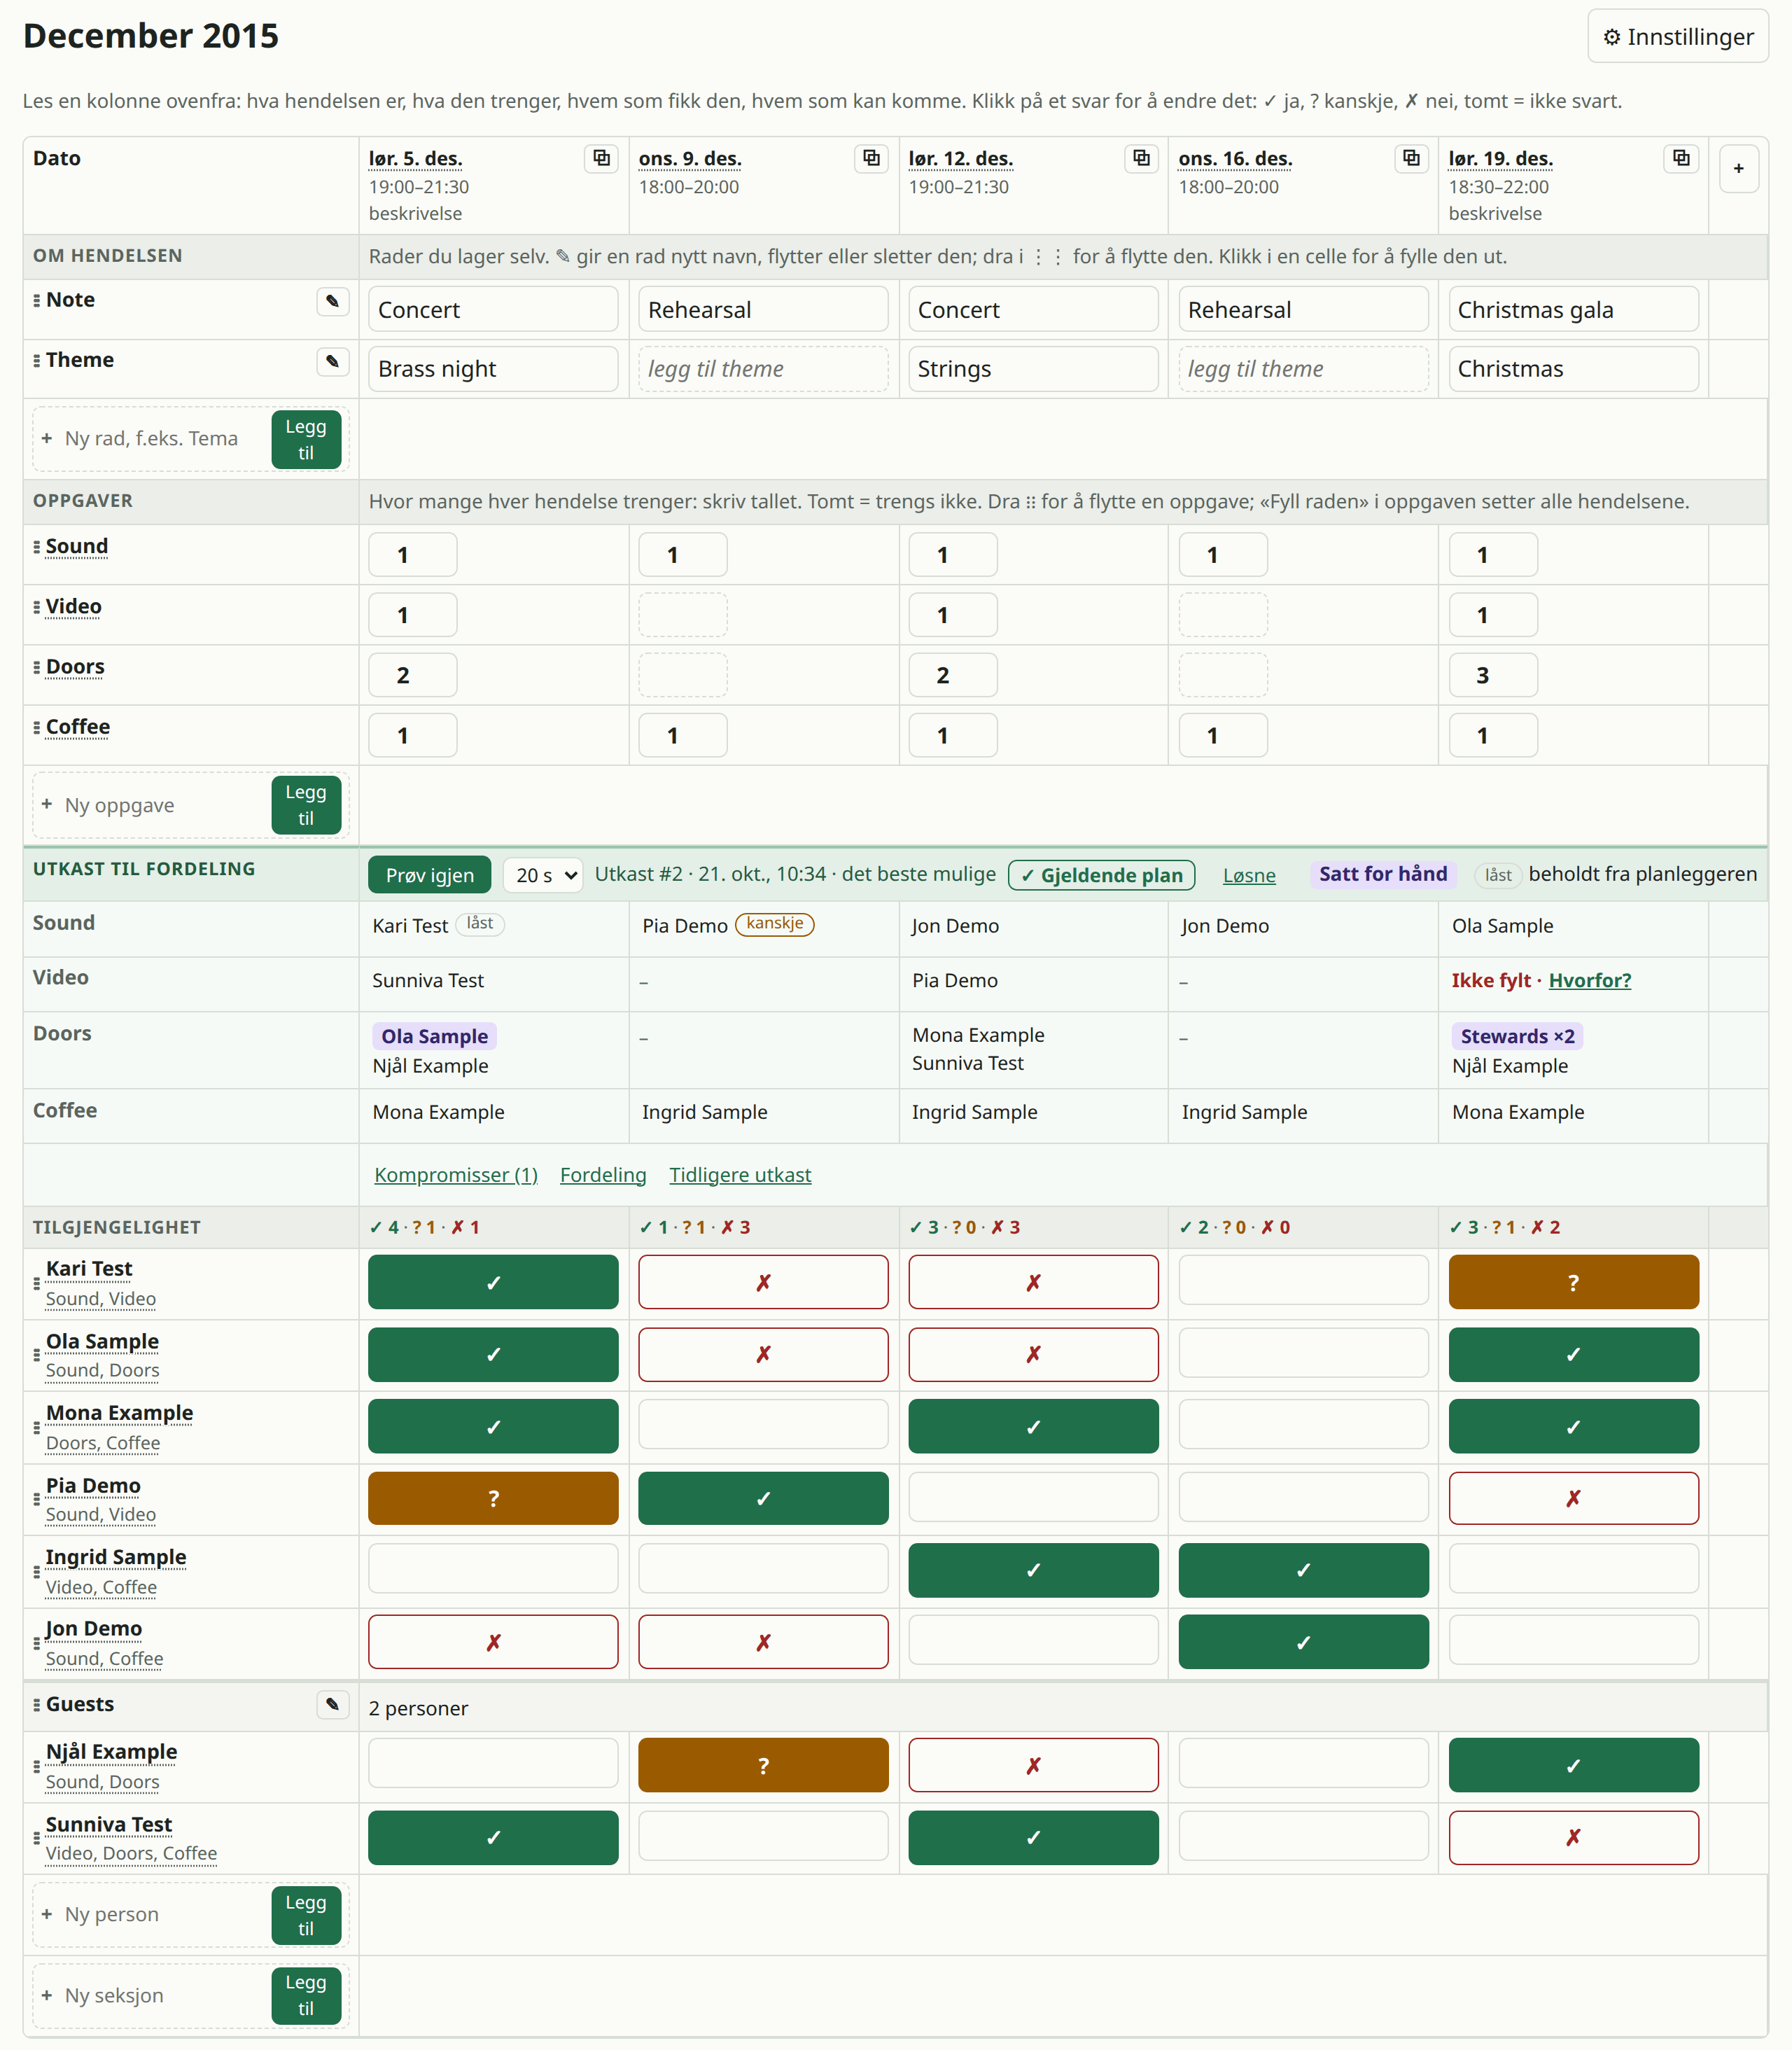 December 2015
⚙ Innstillinger
Les en kolonne ovenfra: hva hendelsen er, hva den trenger, hvem som fikk den, hvem som kan komme. Klikk på et svar for å endre det: ✓ ja, ? kanskje, ✗ nei, tomt = ikke svart.
Dato
lør. 5. des.
19:00–21:30
beskrivelse
ons. 9. des.
18:00–20:00
lør. 12. des.
19:00–21:30
ons. 16. des.
18:00–20:00
lør. 19. des.
18:30–22:00
beskrivelse
+
OM HENDELSEN
Rader du lager selv. ✎ gir en rad nytt navn, flytter eller sletter den; dra i ⋮⋮ for å flytte den. Klikk i en celle for å fylle den ut.
Note ✎ Concert Rehearsal Concert Rehearsal Christmas gala
Theme ✎ Brass night legg til theme Strings legg til theme Christmas
+ Ny rad, f.eks. Tema
Legg
til
OPPGAVER
Hvor mange hver hendelse trenger: skriv tallet. Tomt = trengs ikke. Dra ⠿ for å flytte en oppgave; «Fyll raden» i oppgaven setter alle hendelsene.
Sound 1 1 1 1 1
Video 1 1 1
Doors 2 2 3
Coffee 1 1 1 1 1
+ Ny oppgave
Legg
til
UTKAST TIL FORDELING
Prøv igjen 20 s Utkast #2 · 21. okt., 10:34 · det beste mulige ✓ Gjeldende plan Løsne Satt for hånd låst beholdt fra planleggeren
Sound Kari Test låst Pia Demo kanskje Jon Demo Jon Demo Ola Sample
Video Sunniva Test – Pia Demo – Ikke fylt · Hvorfor?
Doors
Ola Sample
Njål Example
–
Mona Example
Sunniva Test
–
Stewards ×2
Njål Example
Coffee Mona Example Ingrid Sample Ingrid Sample Ingrid Sample Mona Example
Kompromisser (1) Fordeling Tidligere utkast
TILGJENGELIGHET ✓ 4 · ? 1 · ✗ 1 ✓ 1 · ? 1 · ✗ 3 ✓ 3 · ? 0 · ✗ 3 ✓ 2 · ? 0 · ✗ 0 ✓ 3 · ? 1 · ✗ 2
Kari Test
Sound, Video
✓ ✗ ✗ ?
Ola Sample
Sound, Doors
✓ ✗ ✗ ✓
Mona Example
Doors, Coffee
✓ ✓ ✓
Pia Demo
Sound, Video
? ✓ ✗
Ingrid Sample
Video, Coffee
✓ ✓
Jon Demo
Sound, Coffee
✗ ✗ ✓
Guests ✎ 2 personer
Njål Example
Sound, Doors
? ✗ ✓
Sunniva Test
Video, Doors, Coffee
✓ ✓ ✗
+ Ny person
Legg
til
+ Ny seksjon
Legg
til